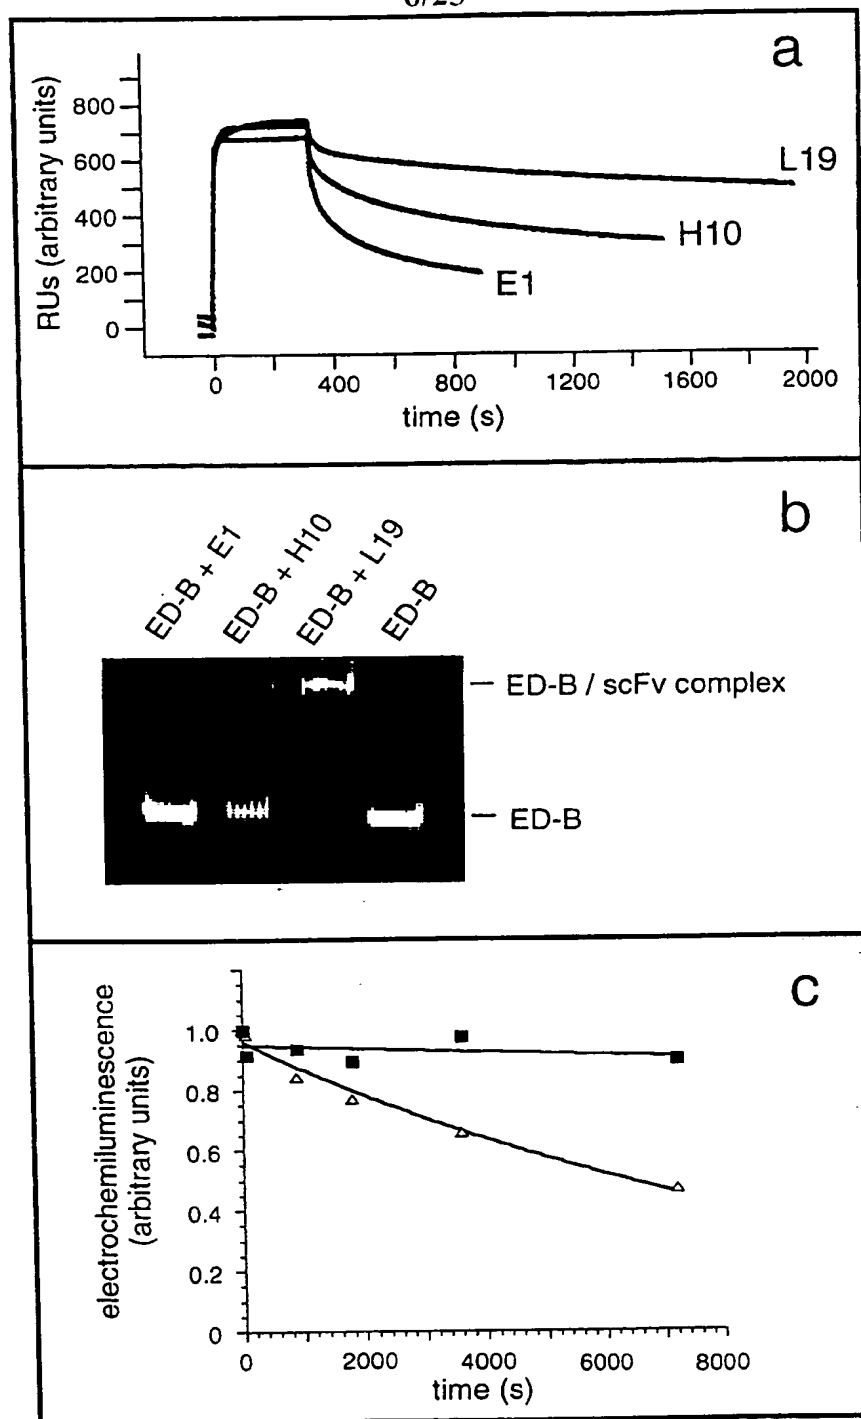 6/23
a
RUs (arbitrary units)
800
600
400
200
0
L19
H10
E1
0 400 800 1200 1600 2000
time (s)
b
ED-B + E1
ED-B + H10
ED-B + L19
ED-B
ED-B / scFv complex
ED-B
c
electrochemiluminescence
(arbitrary units)
1.0
0.8
0.6
0.4
0.2
0
0 2000 4000 6000 8000
time (s)